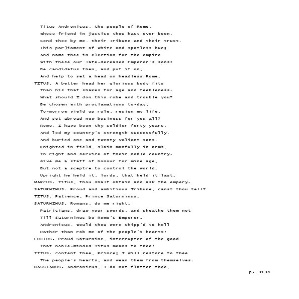 Titus Andronicus, the people of Rome,
Whose friend in justice thou hast ever been,
Send thee by me, their tribune and their trust,
This palliament of white and spotless hue;
And name thee in election for the empire
With these our late-deceased Emperor's sons:
Be candidatus then, and put it on,
And help to set a head on headless Rome.
TITUS. A better head her glorious body fits
Than his that shakes for age and feebleness.
What should I don this robe and trouble you?
Be chosen with proclamations to-day,
To-morrow yield up rule, resign my life,
And set abroad new business for you all?
Rome, I have been thy soldier forty years,
And led my country's strength successfully,
And buried one and twenty valiant sons,
Knighted in field, slain manfully in arms,
In right and service of their noble country.
Give me a staff of honour for mine age,
But not a sceptre to control the world.
Upright he held it, lords, that held it last.
MARCUS. Titus, thou shalt obtain and ask the empery.
SATURNINUS. Proud and ambitious Tribune, canst thou tell?
TITUS. Patience, Prince Saturninus.
SATURNINUS. Romans, do me right.
Patricians, draw your swords, and sheathe them not
Till Saturninus be Rome's Emperor.
Andronicus, would thou were shipp'd to hell
Rather than rob me of the people's hearts!
LUCIUS. Proud Saturnine, interrupter of the good
That noble-minded Titus means to thee!
TITUS. Content thee, Prince; I will restore to thee
The people's hearts, and wean them from themselves.
BASSIANUS. Andronicus, I do not flatter thee,